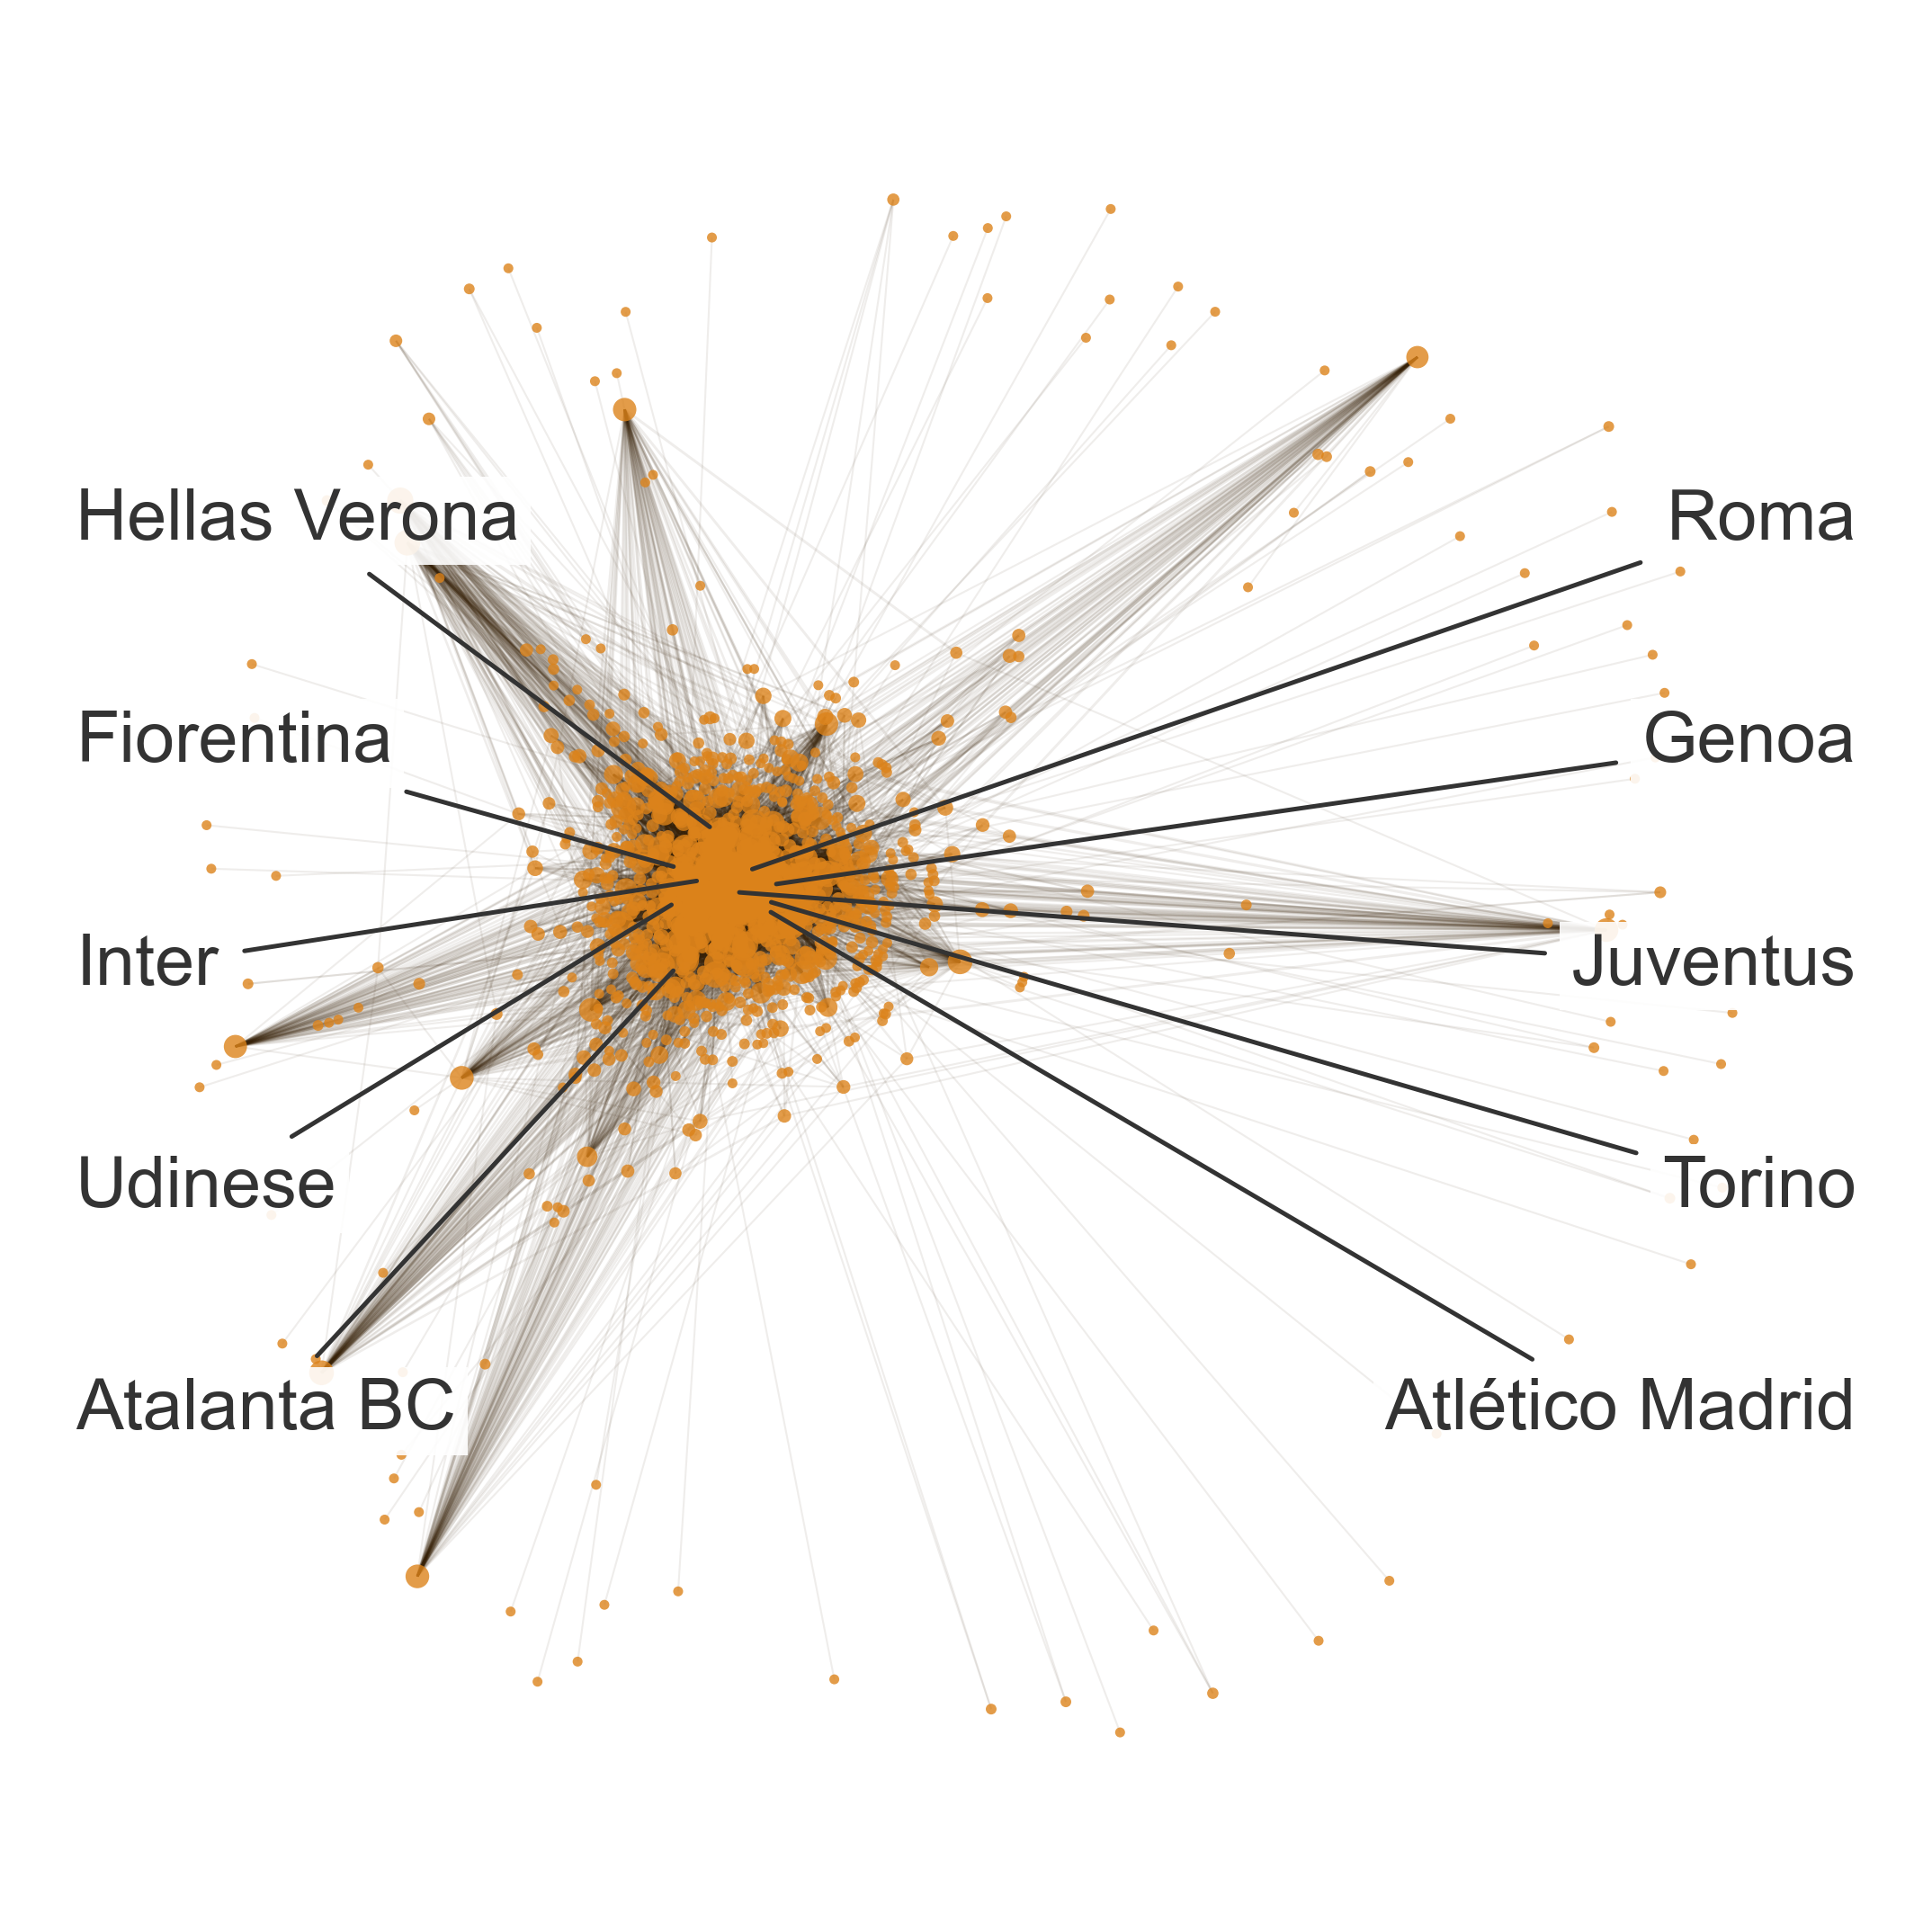 Hellas Verona
Roma
Fiorentina
Genoa
Inter
Juventus
Udinese
Torino
Atalanta BC
Atlético Madrid